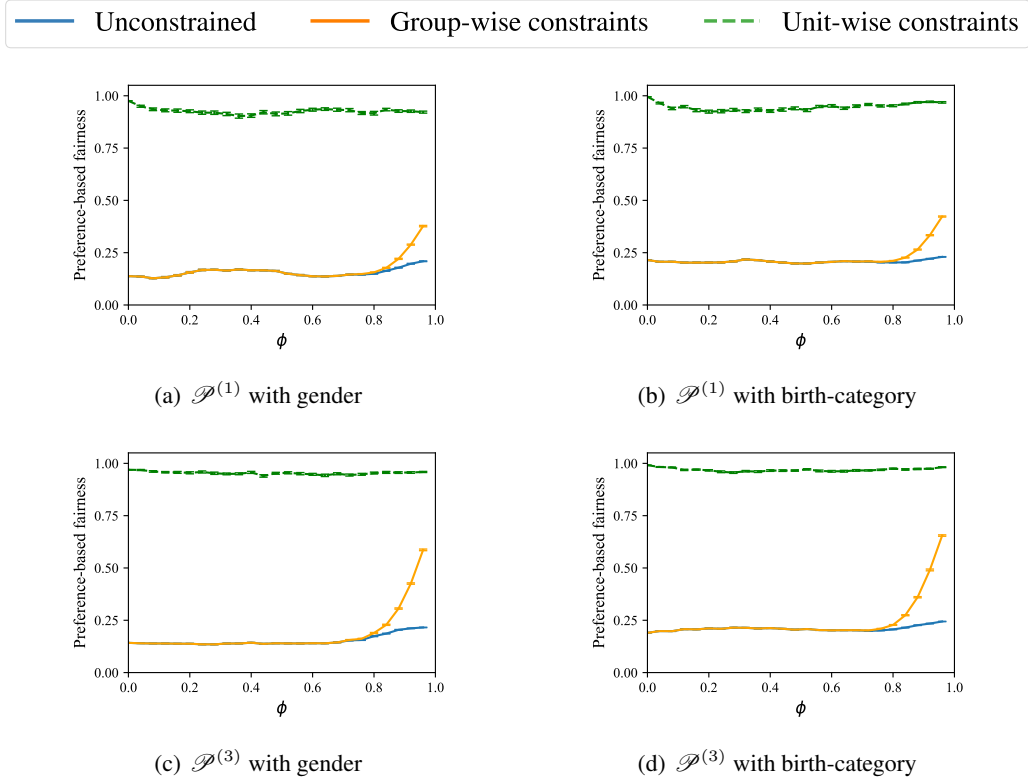 Unconstrained Group-wise constraints Unit-wise constraints
Preference-based fairness
1.00
0.75
0.50
0.25
0.00
0.0 0.2 0.4 0.6 0.8 1.0
ϕ
(a) 𝒫(1) with gender
Preference-based fairness
1.00
0.75
0.50
0.25
0.00
0.0 0.2 0.4 0.6 0.8 1.0
ϕ
(b) 𝒫(1) with birth-category
Preference-based fairness
1.00
0.75
0.50
0.25
0.00
0.0 0.2 0.4 0.6 0.8 1.0
ϕ
(c) 𝒫(3) with gender
Preference-based fairness
1.00
0.75
0.50
0.25
0.00
0.0 0.2 0.4 0.6 0.8 1.0
ϕ
(d) 𝒫(3) with birth-category